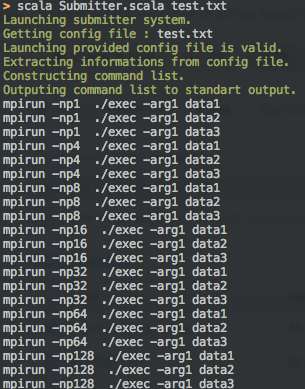 > scala Submitter.scala test.txt
Launching submitter system.
Getting config file : test.txt
Launching provided config file is valid.
Extracting informations from config file.
Constructing command list.
Outputing command list to standart output.
mpirun -np1  ./exec -arg1 data1
mpirun -np1  ./exec -arg1 data2
mpirun -np1  ./exec -arg1 data3
mpirun -np4  ./exec -arg1 data1
mpirun -np4  ./exec -arg1 data2
mpirun -np4  ./exec -arg1 data3
mpirun -np8  ./exec -arg1 data1
mpirun -np8  ./exec -arg1 data2
mpirun -np8  ./exec -arg1 data3
mpirun -np16  ./exec -arg1 data1
mpirun -np16  ./exec -arg1 data2
mpirun -np16  ./exec -arg1 data3
mpirun -np32  ./exec -arg1 data1
mpirun -np32  ./exec -arg1 data2
mpirun -np32  ./exec -arg1 data3
mpirun -np64  ./exec -arg1 data1
mpirun -np64  ./exec -arg1 data2
mpirun -np64  ./exec -arg1 data3
mpirun -np128  ./exec -arg1 data1
mpirun -np128  ./exec -arg1 data2
mpirun -np128  ./exec -arg1 data3